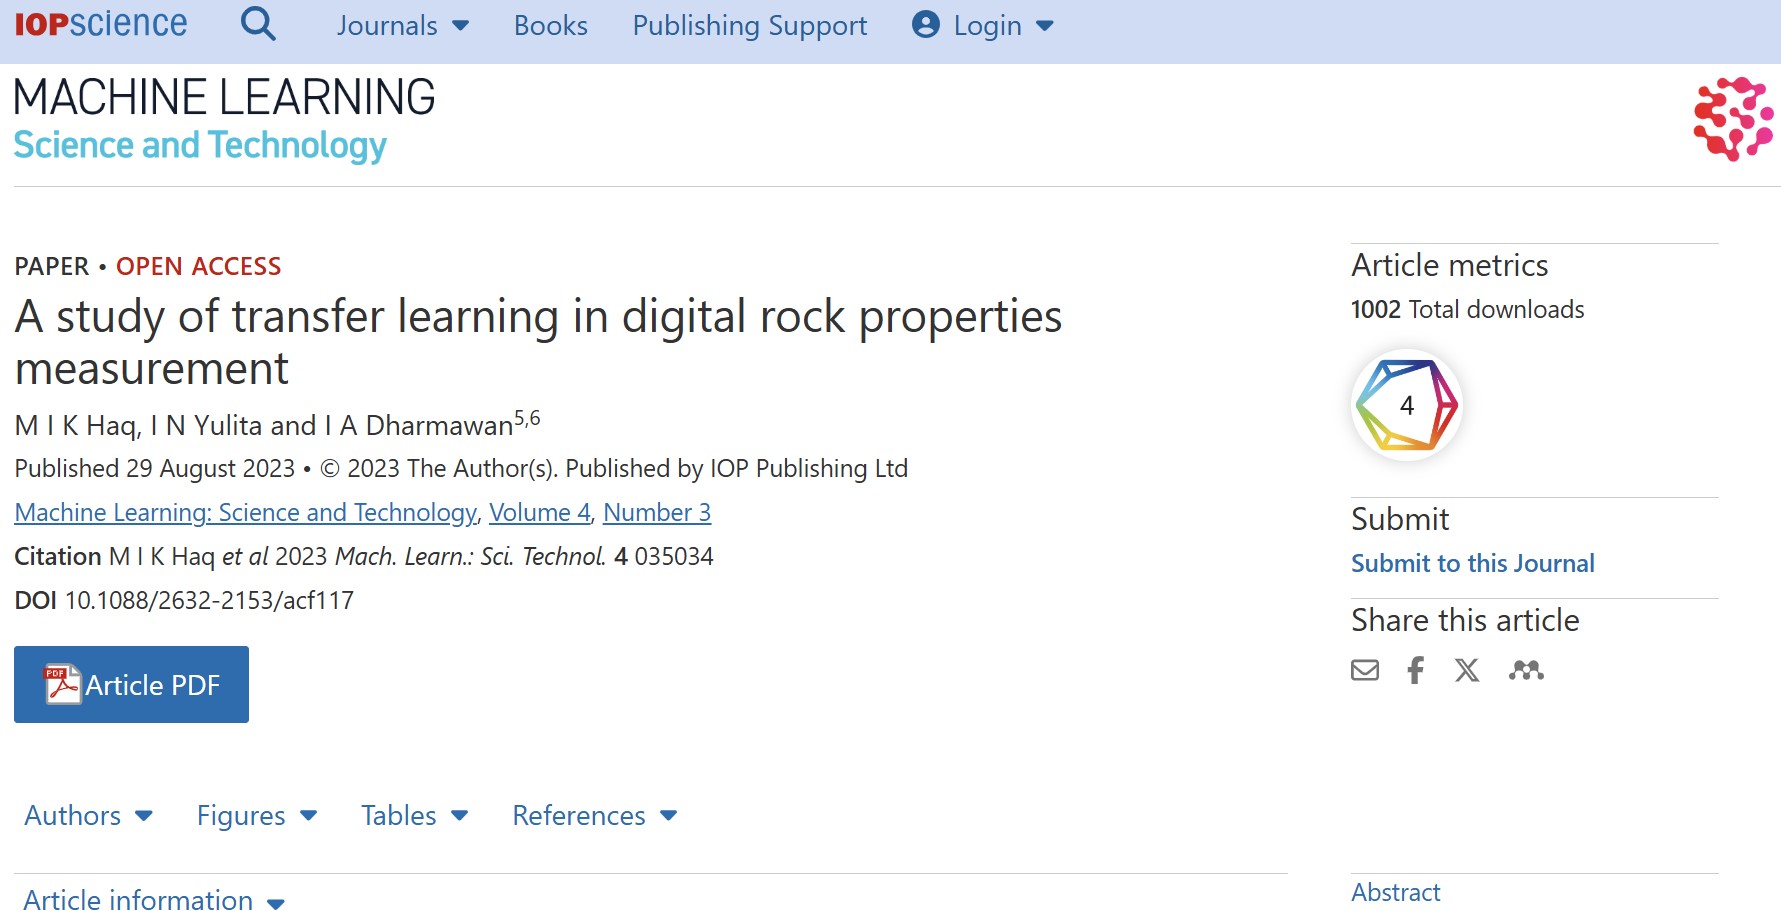 IOPscience Journals Books Publishing Support Login
MACHINE LEARNING
Science and Technology
PAPER • OPEN ACCESS
A study of transfer learning in digital rock properties
measurement
M I K Haq, I N Yulita and I A Dharmawan5,6
Published 29 August 2023 • © 2023 The Author(s). Published by IOP Publishing Ltd
Machine Learning: Science and Technology, Volume 4, Number 3
Citation M I K Haq et al 2023 Mach. Learn.: Sci. Technol. 4 035034
DOI 10.1088/2632-2153/acf117
PDF Article PDF
Authors Figures Tables References
Article information
Article metrics
1002 Total downloads
4
Submit
Submit to this Journal
Share this article
Abstract